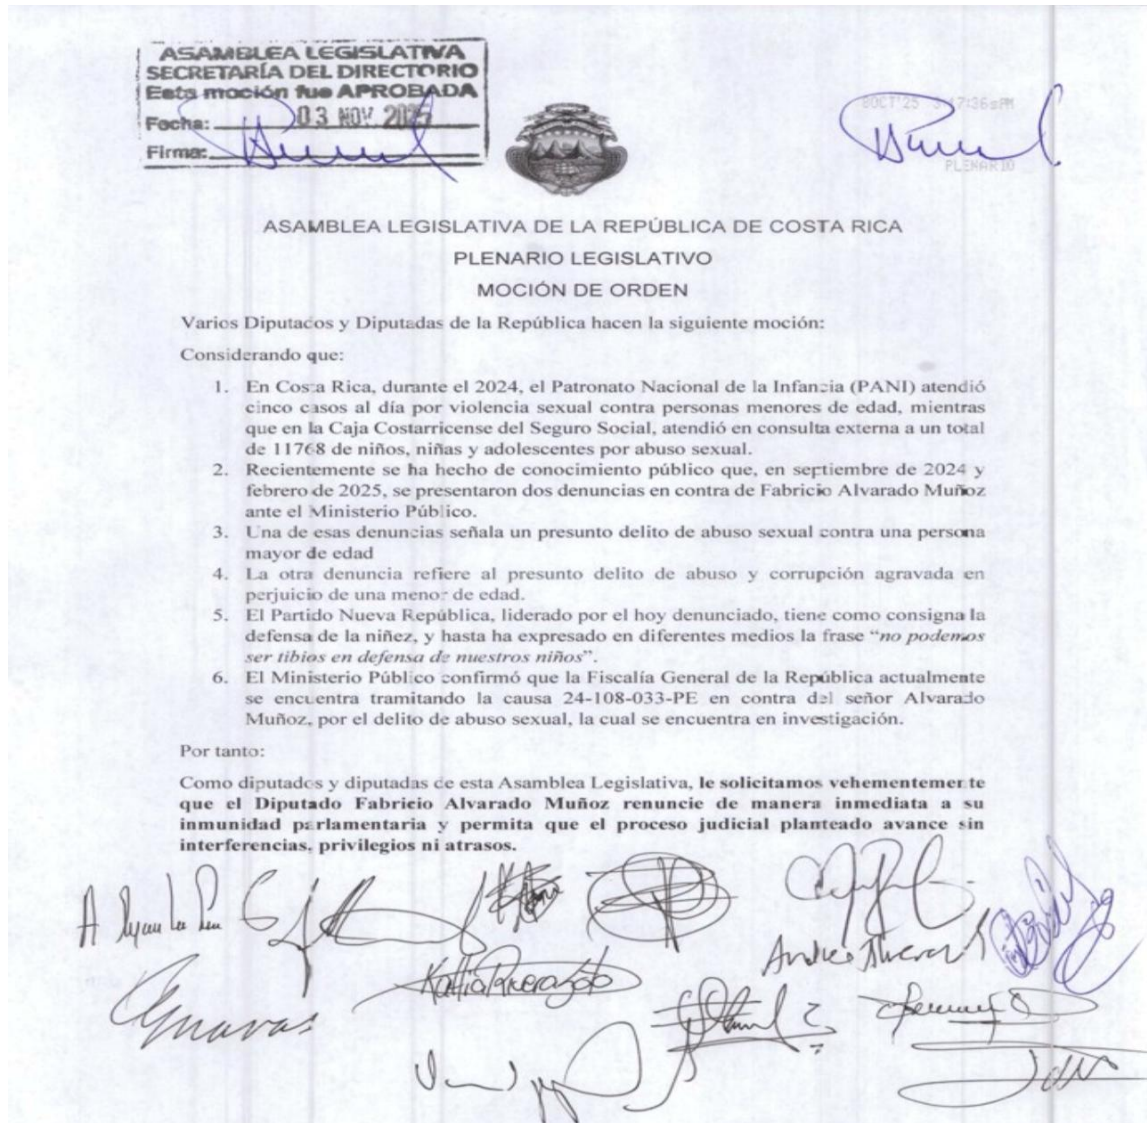 ASAMBLEA LEGISLATIVA
SECRETARÍA DEL DIRECTORIO
Esta moción fue APROBADA
Fecha: 03 NOV 2025
Firma:
8OCT'25 3:17:36PM
PLENARIO
ASAMBLEA LEGISLATIVA DE LA REPÚBLICA DE COSTA RICA
PLENARIO LEGISLATIVO
MOCIÓN DE ORDEN
Varios Diputados y Diputadas de la República hacen la siguiente moción:
Considerando que:
1. En Costa Rica, durante el 2024, el Patronato Nacional de la Infancia (PANI) atendió
cinco casos al día por violencia sexual contra personas menores de edad, mientras
que en la Caja Costarricense del Seguro Social, atendió en consulta externa a un total
de 11768 de niños, niñas y adolescentes por abuso sexual.
2. Recientemente se ha hecho de conocimiento público que, en septiembre de 2024 y
febrero de 2025, se presentaron dos denuncias en contra de Fabricio Alvarado Muñoz
ante el Ministerio Público.
3. Una de esas denuncias señala un presunto delito de abuso sexual contra una persona
mayor de edad
4. La otra denuncia refiere al presunto delito de abuso y corrupción agravada en
perjuicio de una menor de edad.
5. El Partido Nueva República, liderado por el hoy denunciado, tiene como consigna la
defensa de la niñez, y hasta ha expresado en diferentes medios la frase “no podemos
ser tibios en defensa de nuestros niños”.
6. El Ministerio Público confirmó que la Fiscalía General de la República actualmente
se encuentra tramitando la causa 24-108-033-PE en contra del señor Alvarado
Muñoz, por el delito de abuso sexual, la cual se encuentra en investigación.
Por tanto:
Como diputados y diputadas de esta Asamblea Legislativa, le solicitamos vehementemente
que el Diputado Fabricio Alvarado Muñoz renuncie de manera inmediata a su
inmunidad parlamentaria y permita que el proceso judicial planteado avance sin
interferencias, privilegios ni atrasos.